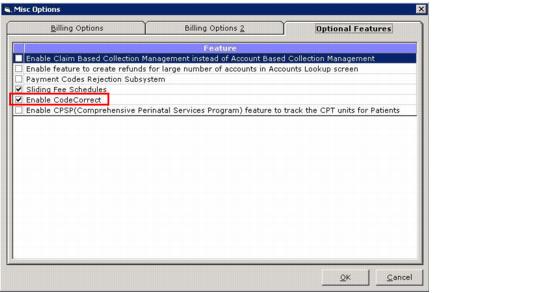 Misc Options
Billing Options
Billing Options 2
Optional Features
Feature
Enable Claim Based Collection Management instead of Account Based Collection Management
Enable feature to create refunds for large number of accounts in Accounts Lookup screen
Payment Codes Rejection Subsystem
Sliding Fee Schedules
Enable CodeCorrect
Enable CPSP(Comprehensive Perinatal Services Program) feature to track the CPT units for Patients
OK
Cancel